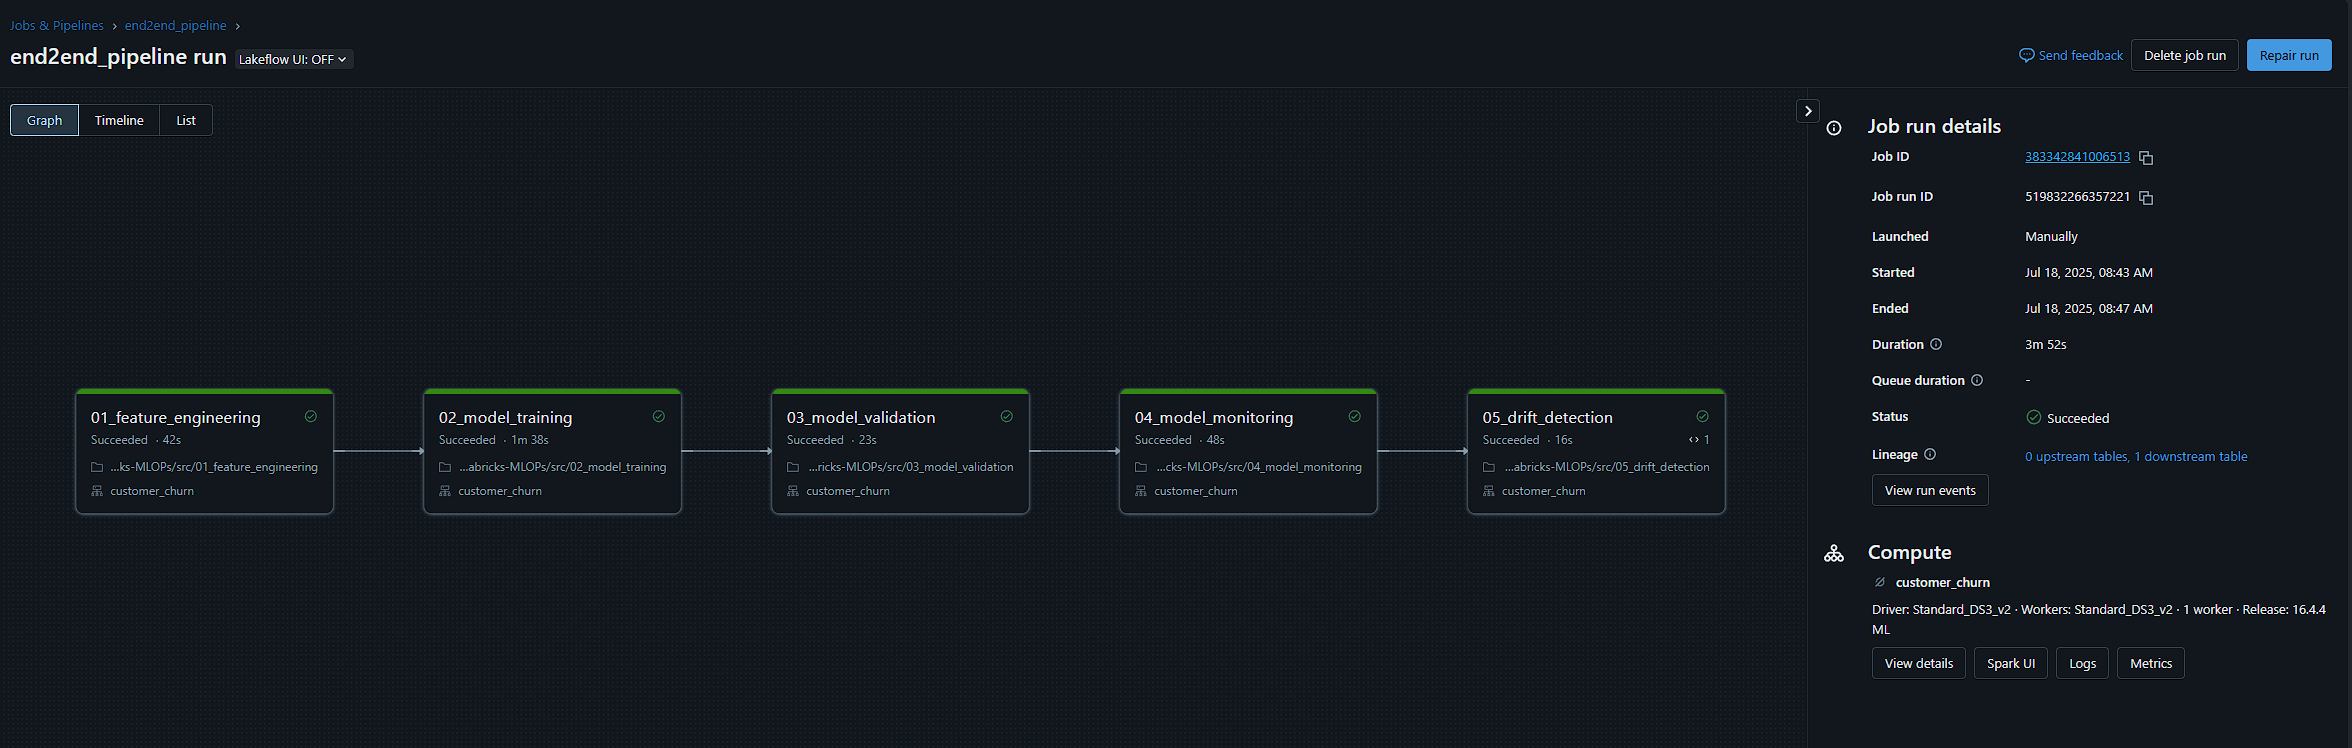 Jobs & Pipelines › end2end_pipeline ›
end2end_pipeline run Lakeflow UI: OFF
Send feedback Delete job run Repair run
Graph Timeline List
01_feature_engineering
Succeeded · 42s
...ks-MLOPs/src/01_feature_engineering
customer_churn
02_model_training
Succeeded · 1m 38s
...abricks-MLOPs/src/02_model_training
customer_churn
03_model_validation
Succeeded · 23s
...ricks-MLOPs/src/03_model_validation
customer_churn
04_model_monitoring
Succeeded · 48s
...cks-MLOPs/src/04_model_monitoring
customer_churn
05_drift_detection
Succeeded · 16s 1
...abricks-MLOPs/src/05_drift_detection
customer_churn
Job run details
Job ID 383342841006513
Job run ID 519832266357221
Launched Manually
Started Jul 18, 2025, 08:43 AM
Ended Jul 18, 2025, 08:47 AM
Duration 3m 52s
Queue duration -
Status Succeeded
Lineage 0 upstream tables, 1 downstream table
View run events
Compute
customer_churn
Driver: Standard_DS3_v2 · Workers: Standard_DS3_v2 · 1 worker · Release: 16.4.4
ML
View details Spark UI Logs Metrics